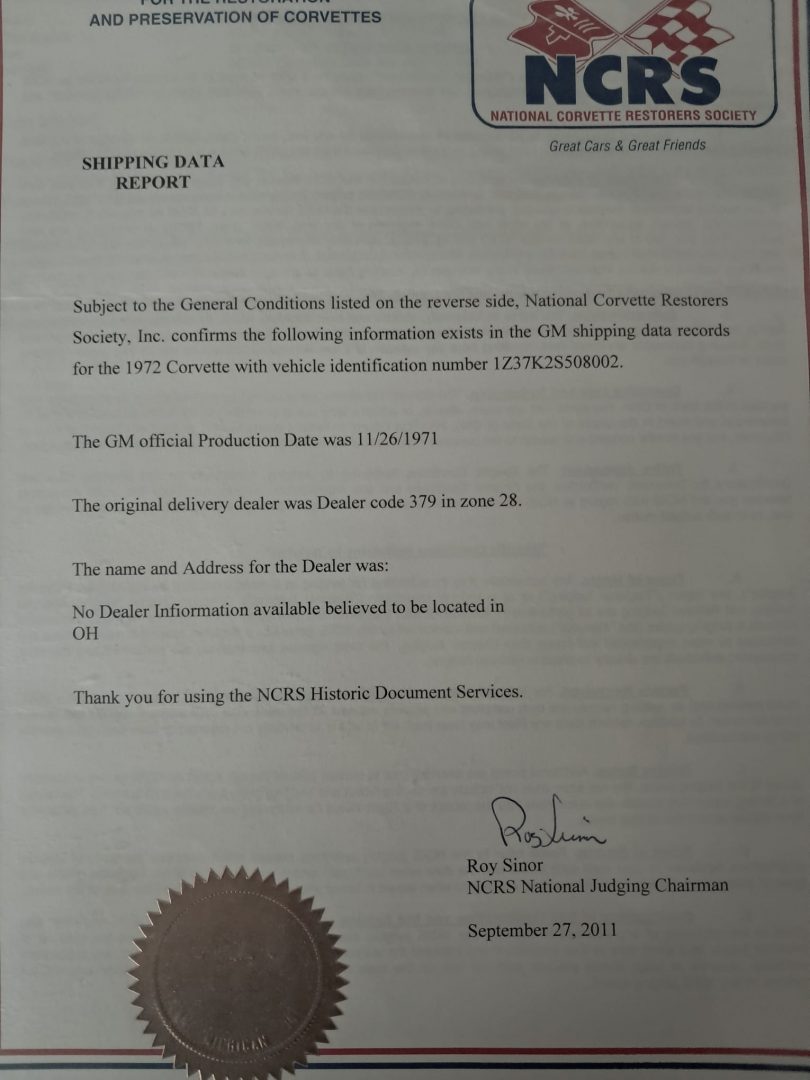 FOR THE RESTORATION
AND PRESERVATION OF CORVETTES
NCRS
NATIONAL CORVETTE RESTORERS SOCIETY
Great Cars & Great Friends
SHIPPING DATA
REPORT
Subject to the General Conditions listed on the reverse side, National Corvette Restorers
Society, Inc. confirms the following information exists in the GM shipping data records
for the 1972 Corvette with vehicle identification number 1Z37K2S508002.
The GM official Production Date was 11/26/1971
The original delivery dealer was Dealer code 379 in zone 28.
The name and Address for the Dealer was:
No Dealer Infiormation available believed to be located in
OH
Thank you for using the NCRS Historic Document Services.
Roy Sinor
Roy Sinor
NCRS National Judging Chairman
September 27, 2011